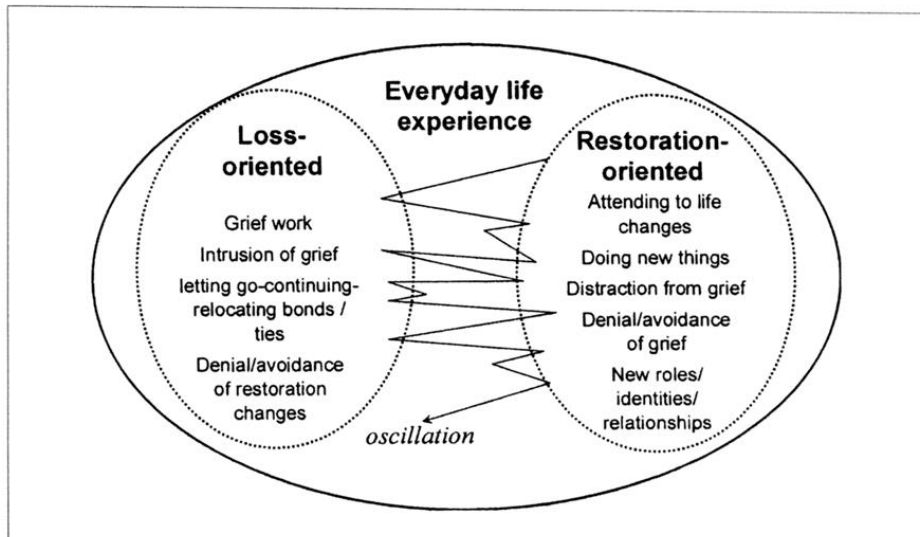 Everyday life
experience
Loss-
oriented
Grief work
Intrusion of grief
letting go-continuing-
relocating bonds /
ties
Denial/avoidance
of restoration
changes
Restoration-
oriented
Attending to life
changes
Doing new things
Distraction from grief
Denial/avoidance
of grief
New roles/
identities/
relationships
oscillation